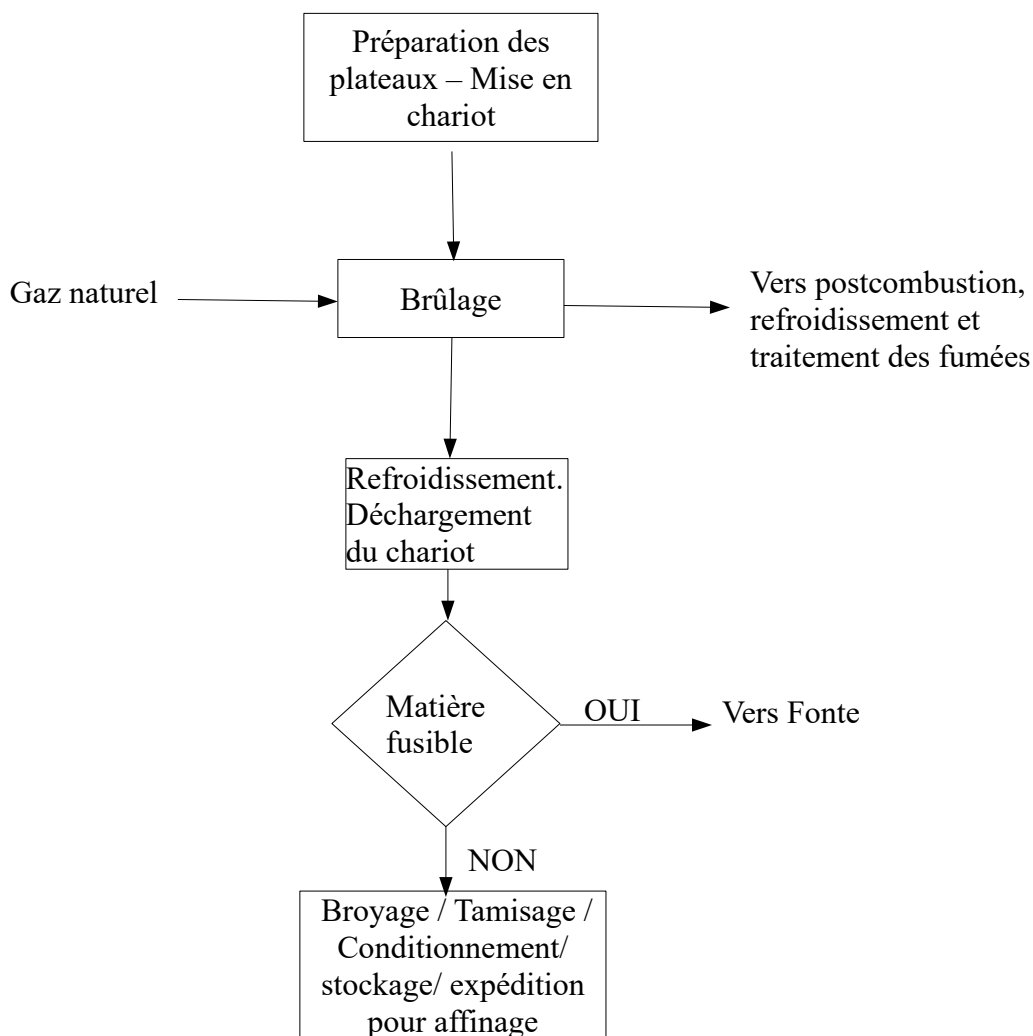 Préparation des
plateaux – Mise en
chariot
Gaz naturel
Brûlage
Vers postcombustion,
refroidissement et
traitement des fumées
Refroidissement.
Déchargement
du chariot
Matière
fusible
OUI
Vers Fonte
NON
Broyage / Tamisage /
Conditionnement/
stockage/ expédition
pour affinage